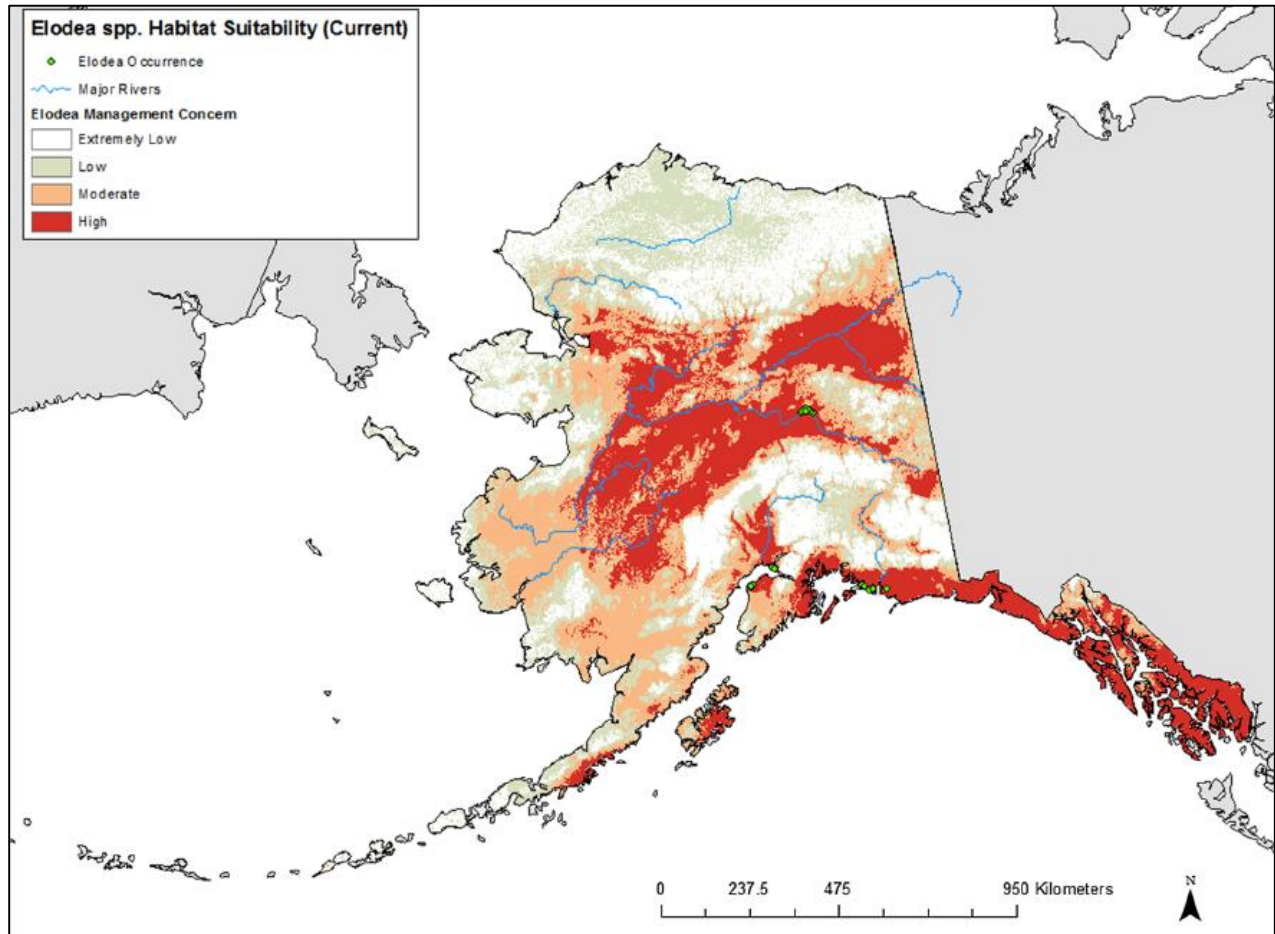 Elodea spp. Habitat Suitability (Current)
Elodea Occurrence
Major Rivers
Elodea Management Concern
Extremely Low
Low
Moderate
High
0 237.5 475 950 Kilometers
N